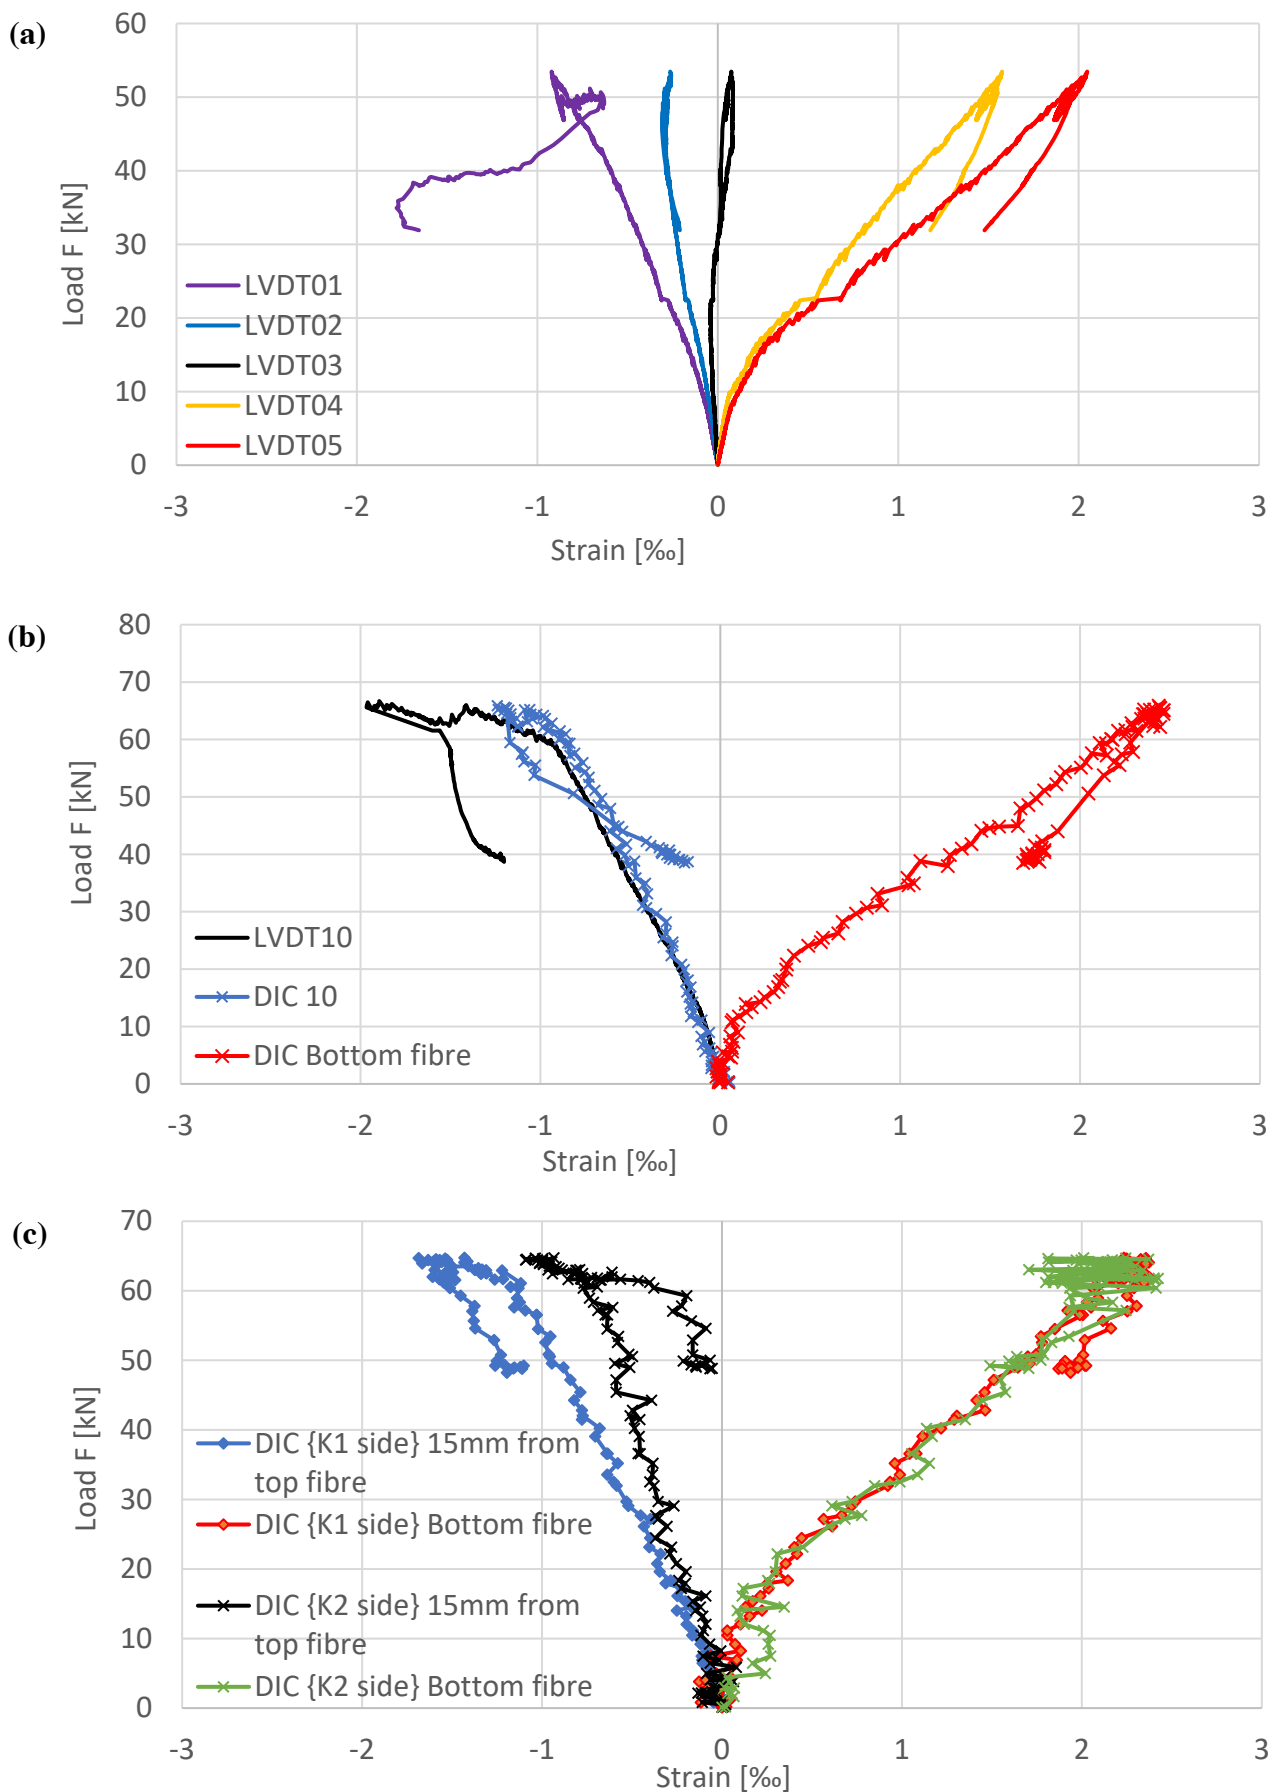 (a)
60
50
40
30
20
10
0
Load F [kN]
LVDT01
LVDT02
LVDT03
LVDT04
LVDT05
-3 -2 -1 0 1 2 3
Strain [‰]
(b)
80
70
60
50
40
30
20
10
0
Load F [kN]
LVDT10
DIC 10
DIC Bottom fibre
-3 -2 -1 0 1 2 3
Strain [‰]
(c)
70
60
50
40
30
20
10
0
Load F [kN]
DIC {K1 side} 15mm from
top fibre
DIC {K1 side} Bottom fibre
DIC {K2 side} 15mm from
top fibre
DIC {K2 side} Bottom fibre
-3 -2 -1 0 1 2 3
Strain [‰]